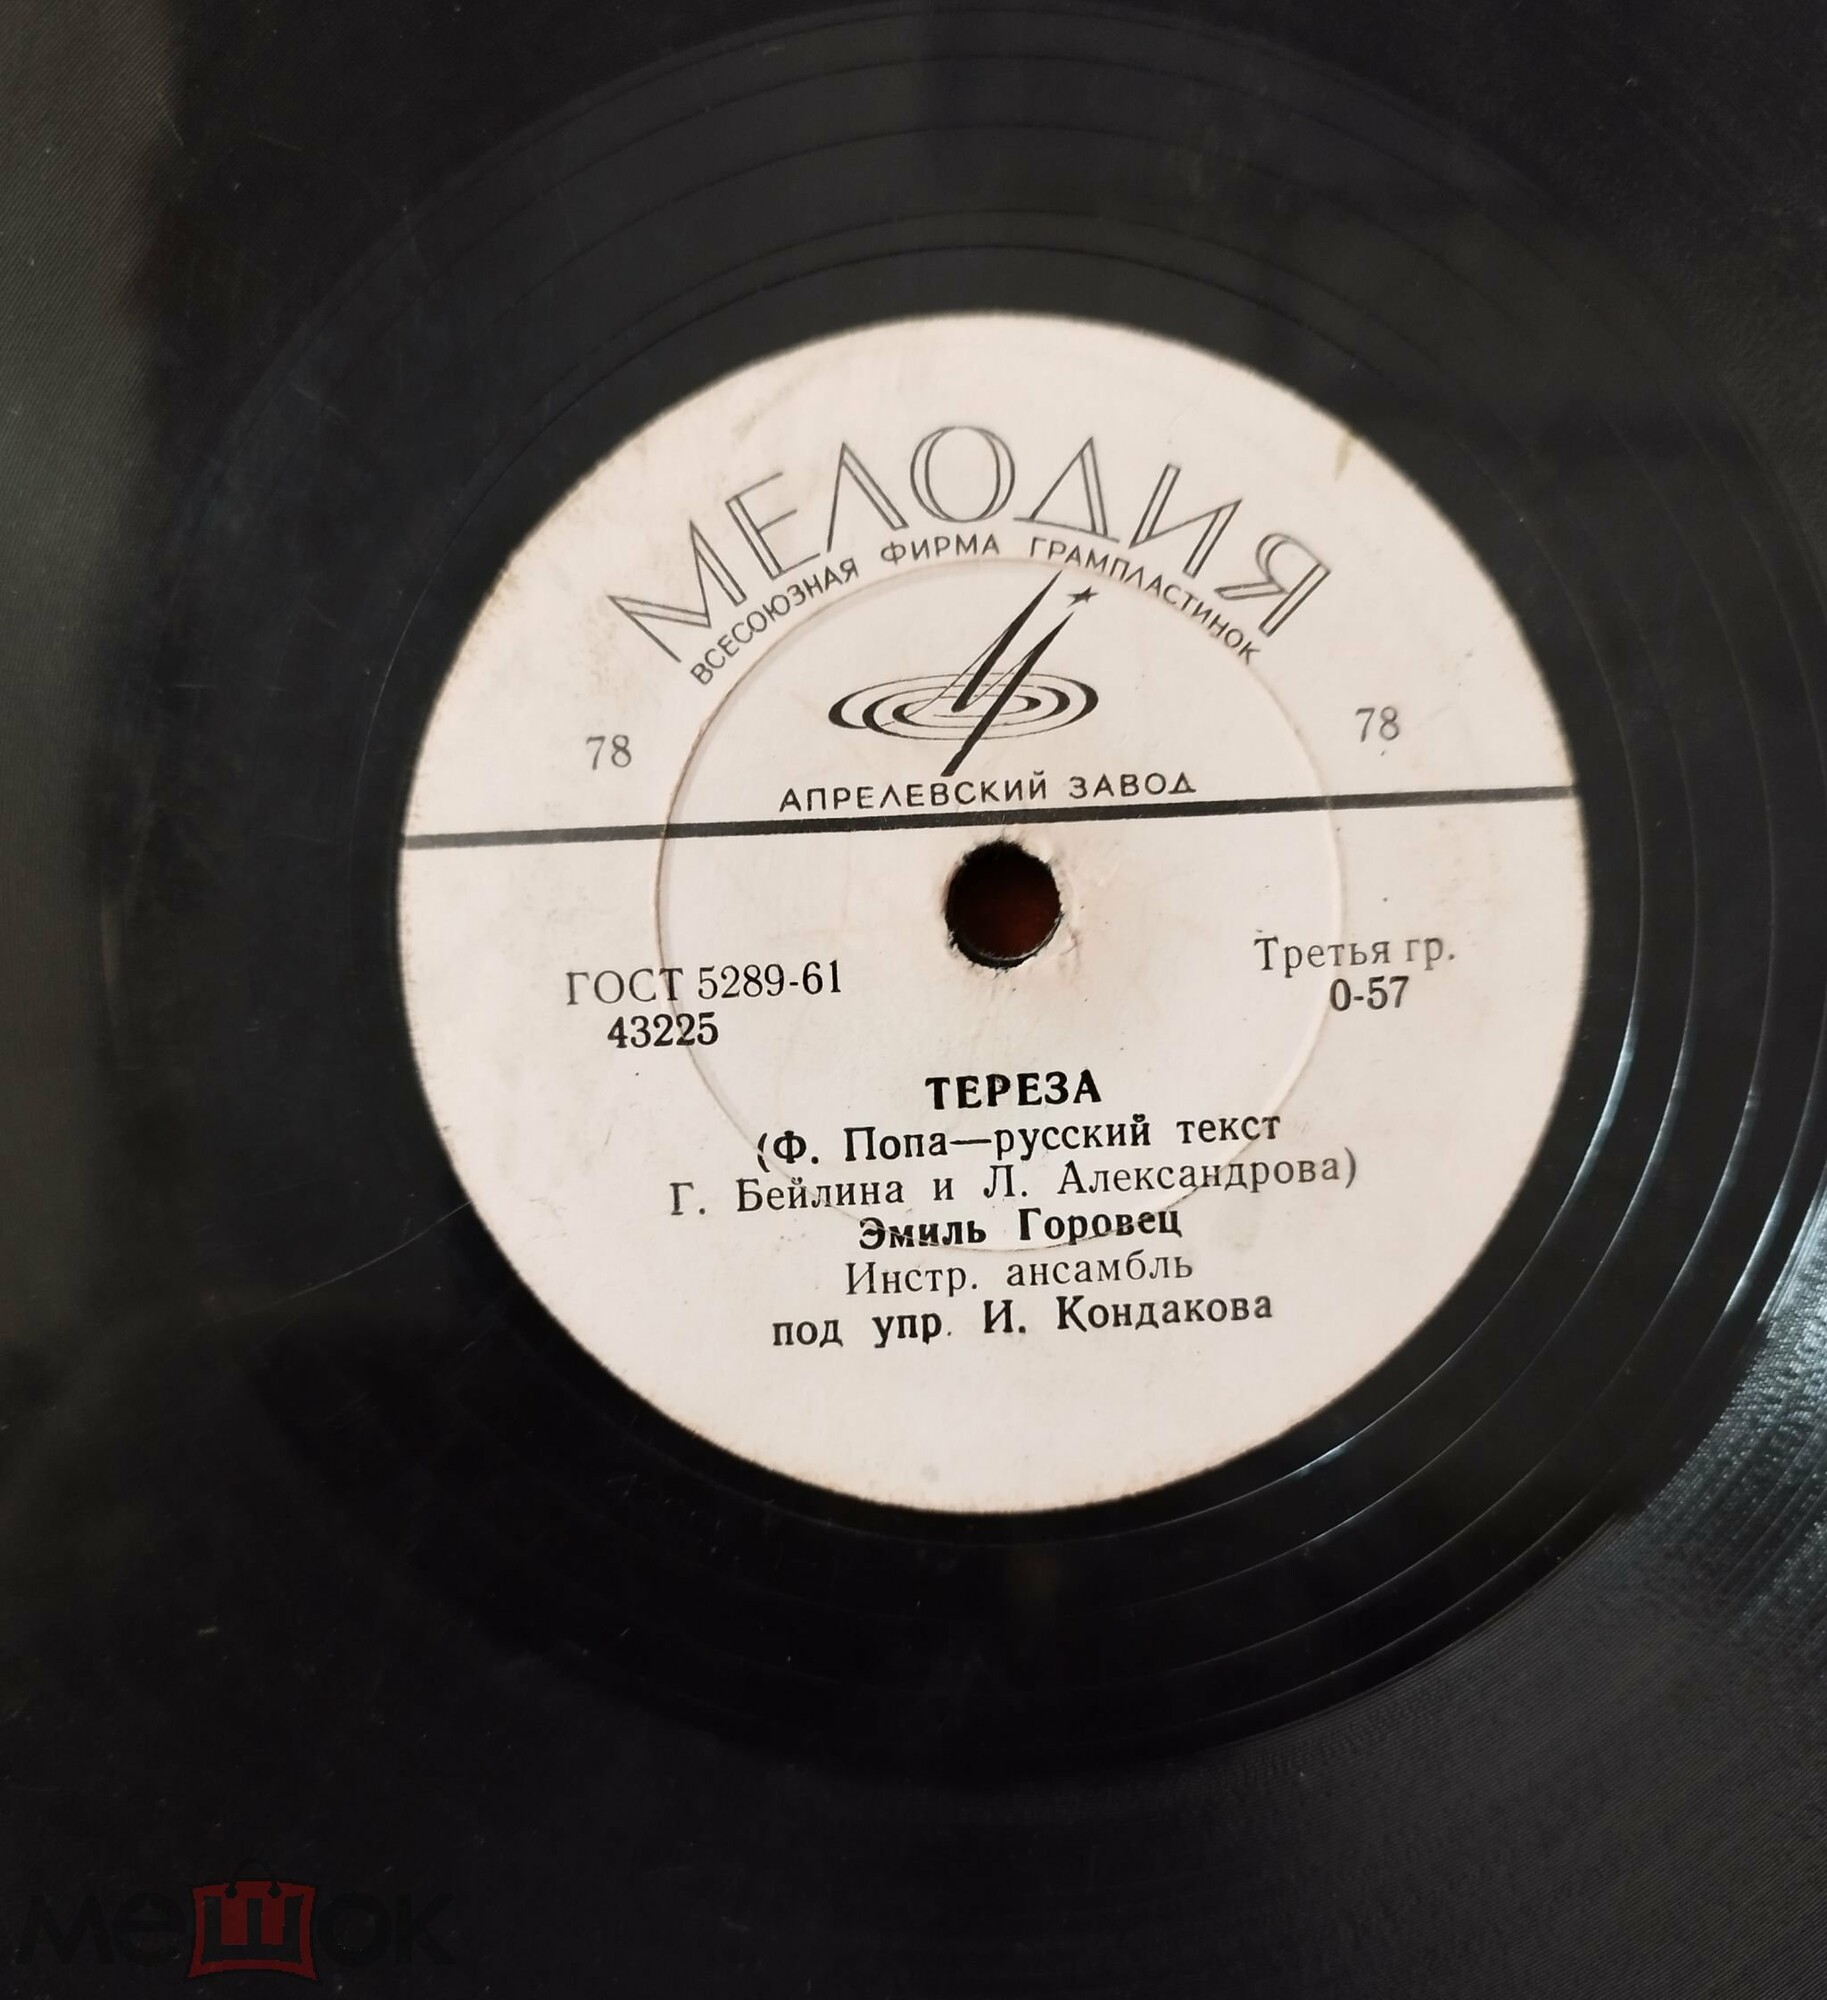 МЕЛОДИЯ
ВСЕСОЮЗНАЯ ФИРМА ГРАМПЛАСТИНОК
78 78
АПРЕЛЕВСКИЙ ЗАВОД
ГОСТ 5289-61 Третья гр.
43225 0-57
ТЕРЕЗА
(Ф. Попа—русский текст
Г. Бейлина и Л. Александрова)
Эмиль Горовец
Инстр. ансамбль
под упр. И. Кондакова
мешок